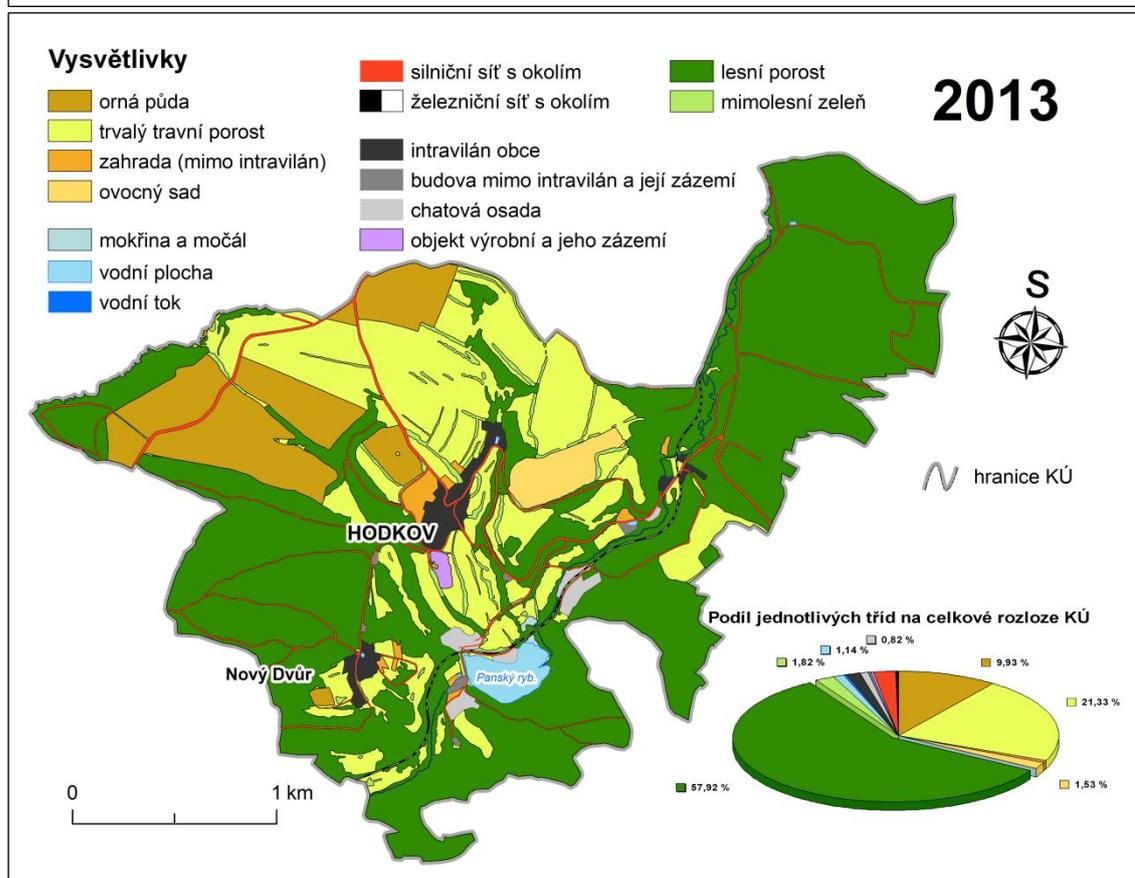 Vysvětlivky
orná půda
trvalý travní porost
zahrada (mimo intravilán)
ovocný sad
mokřina a močál
vodní plocha
vodní tok
silniční síť s okolím
železniční síť s okolím
intravilán obce
budova mimo intravilán a její zázemí
chatová osada
objekt výrobní a jeho zázemí
lesní porost
mimolesní zeleň
2013
S
hranice KÚ
HODKOV
Nový Dvůr
Panský ryb.
0 1 km
Podíl jednotlivých tříd na celkové rozloze KÚ
0,82 %
1,14 %
1,82 %
9,93 %
21,33 %
1,53 %
57,92 %